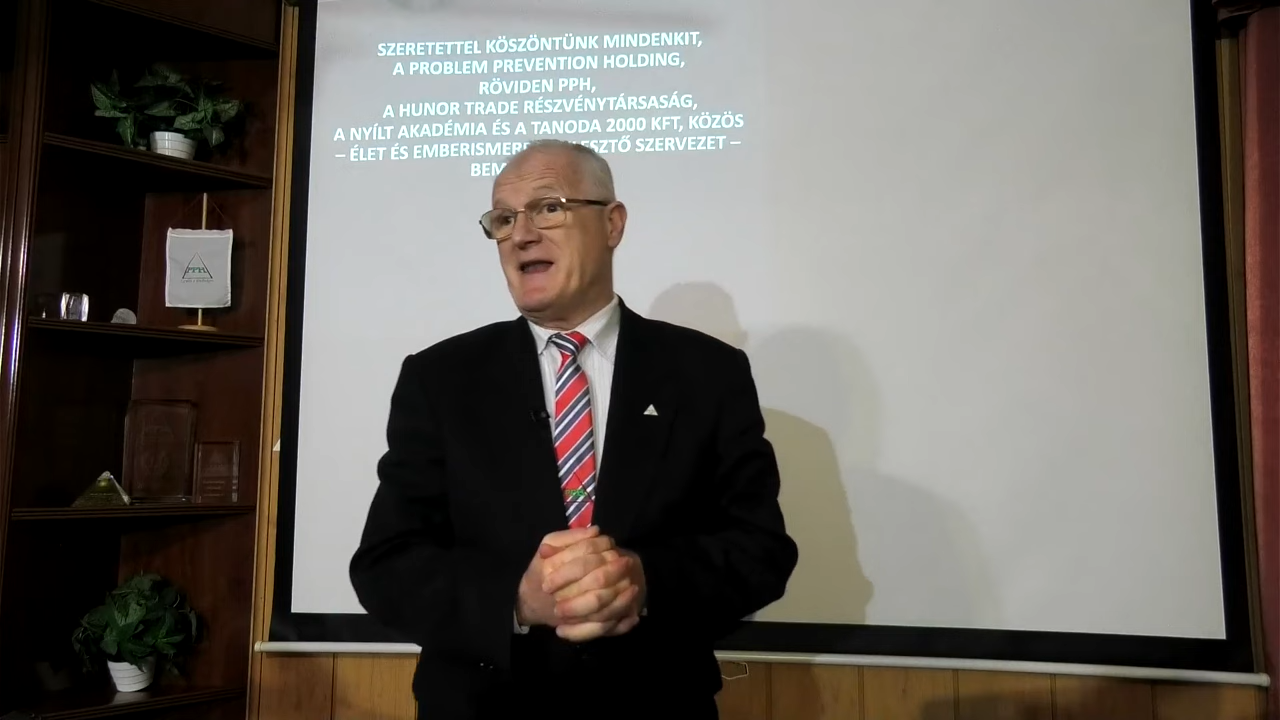 SZERETETTEL KÖSZÖNTÜNK MINDENKIT,
A PROBLEM PREVENTION HOLDING,
RÖVIDEN PPH,
A HUNOR TRADE RÉSZVÉNYTÁRSASÁG,
A NYÍLT AKADÉMIA ÉS A TANODA 2000 KFT, KÖZÖS
– ÉLET ÉS SZERVEZET –